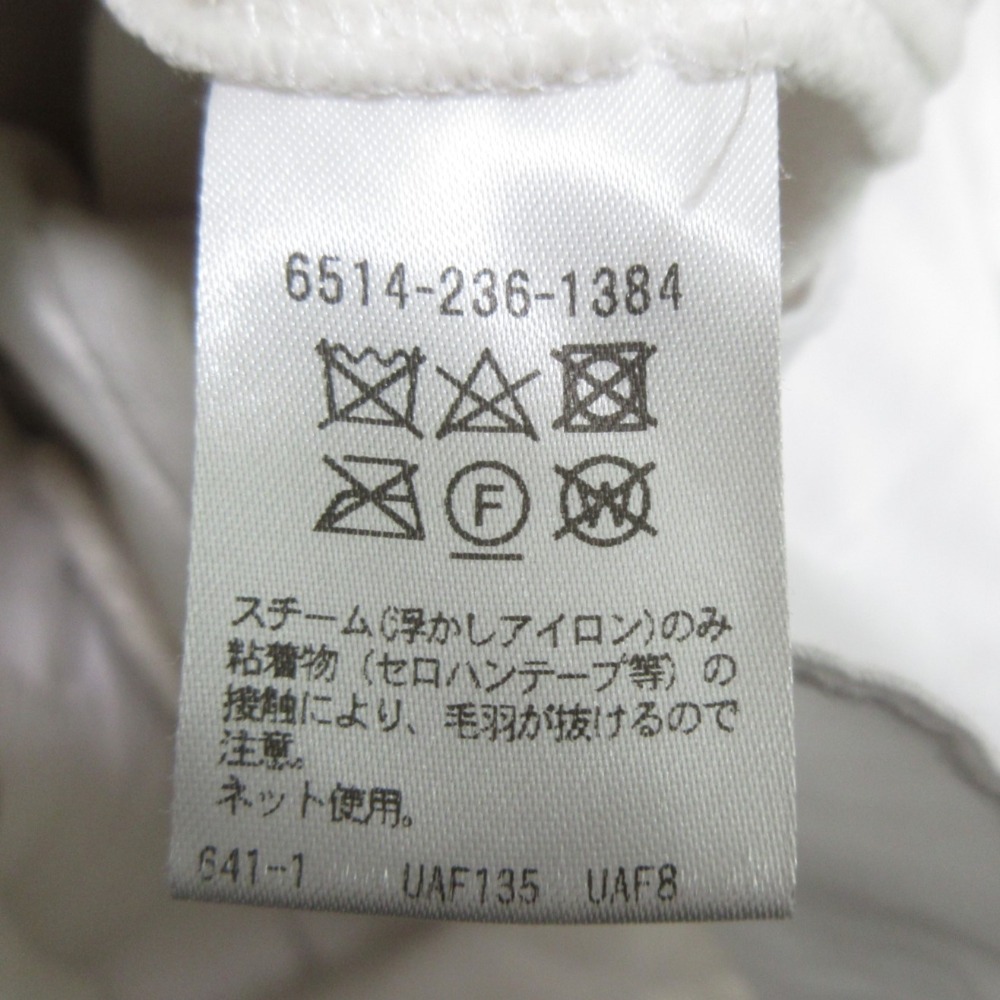 6514-236-1384
F
W
スチーム(浮かしアイロン)のみ
粘着物(セロハンテープ等)の
接触により、毛羽が抜けるので
注意。
ネット使用。
641-1 UAF135 UAF8